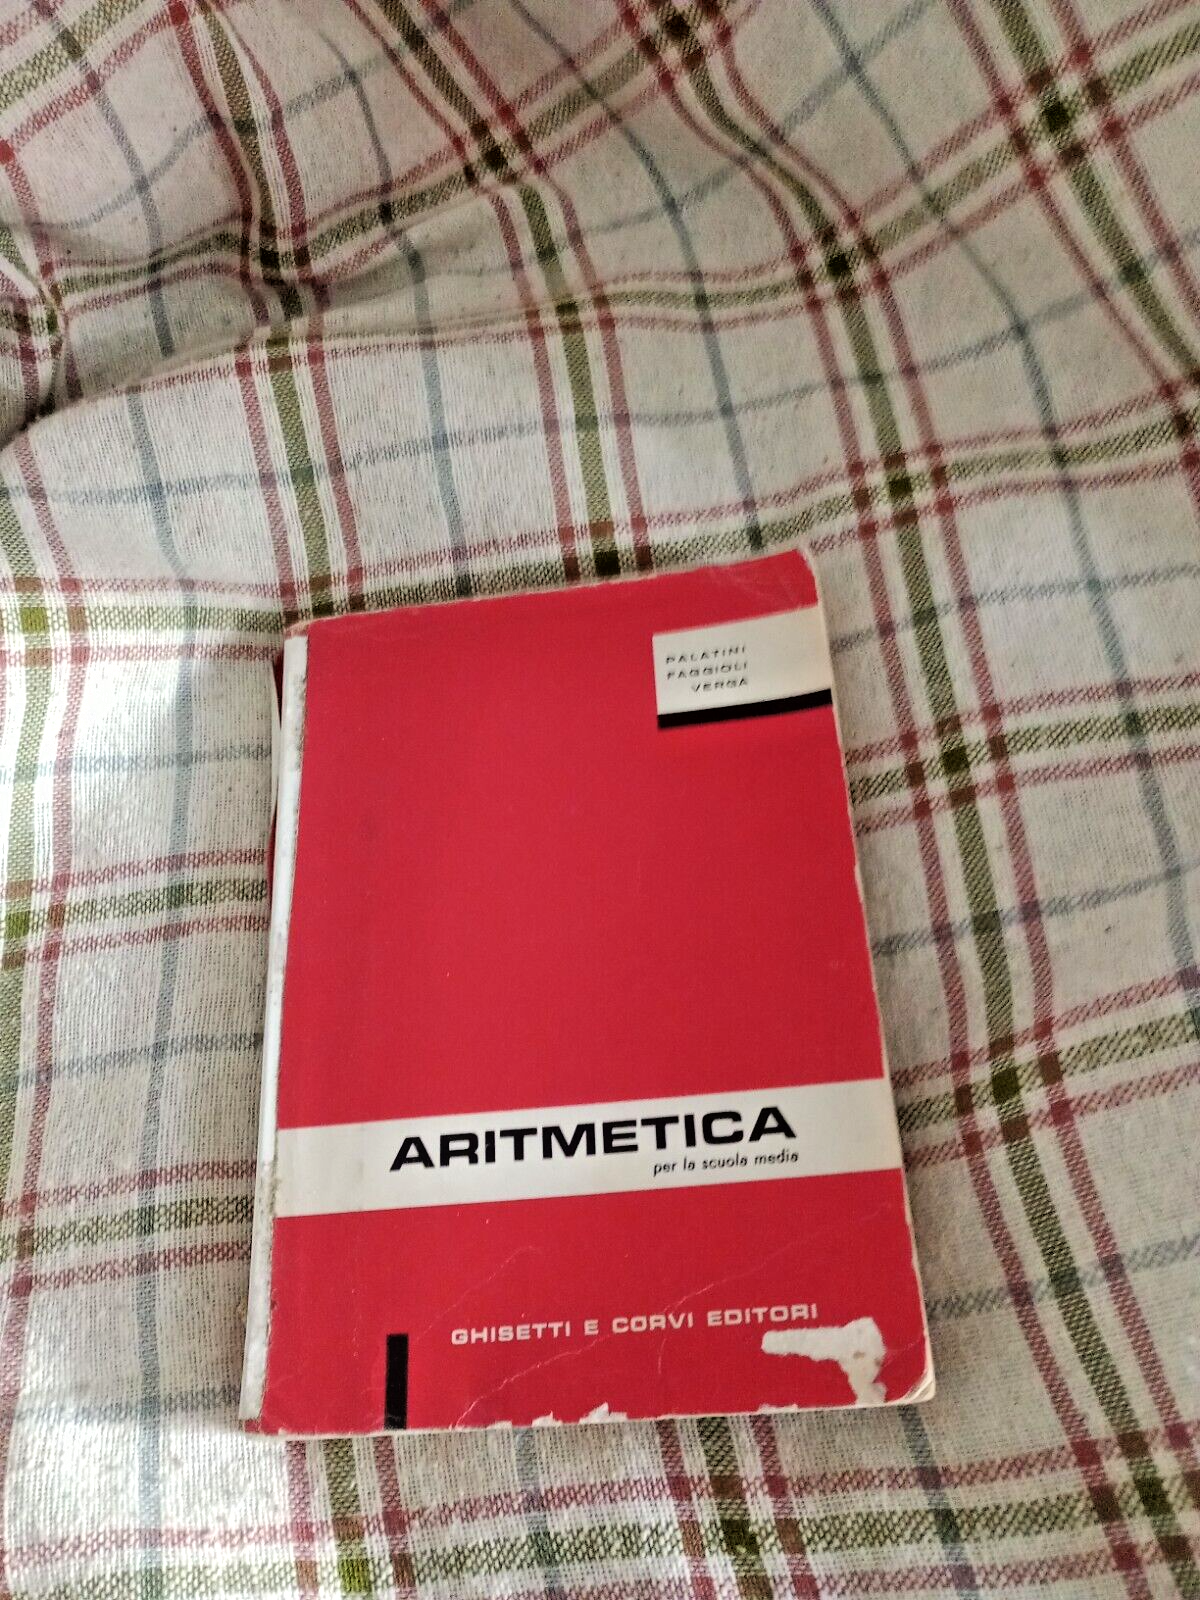 PALATINI
FAGGIOLI
VERGA
ARITMETICA
per la scuola media
GHISETTI E CORVI EDITORI